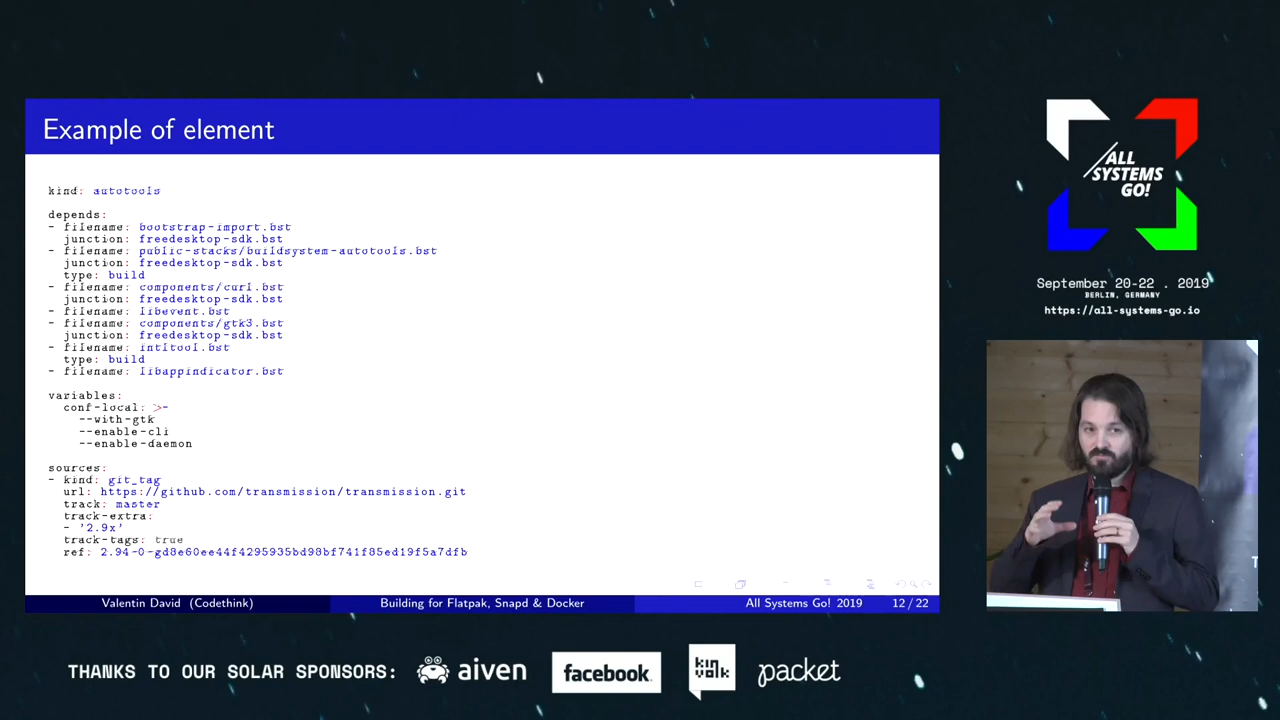 Example of element
kind: autotools
depends:
- filename: bootstrap-import.bst
junction: freedesktop-sdk.bst
- filename: public-stacks/buildsystem-autotools.bst
junction: freedesktop-sdk.bst
type: build
- filename: components/curl.bst
junction: freedesktop-sdk.bst
- filename: libevent.bst
- filename: components/gtk3.bst
junction: freedesktop-sdk.bst
- filename: intltool.bst
type: build
- filename: libappindicator.bst
variables:
conf-local: >-
--with-gtk
--enable-cli
--enable-daemon
sources:
- kind: git_tag
url: https://github.com/transmission/transmission.git
track: master
track-extra:
- '2.9x'
track-tags: true
ref: 2.94-0-gd8e60ee44f4295935bd98bf741f85ed19f5a7dfb
Valentin David (Codethink) Building for Flatpak, Snapd & Docker All Systems Go! 2019 12 / 22
ALL
SYSTEMS
GO!
September 20-22 . 2019
BERLIN, GERMANY
https://all-systems-go.io
THANKS TO OUR SOLAR SPONSORS: aiven facebook. kinvolk packet